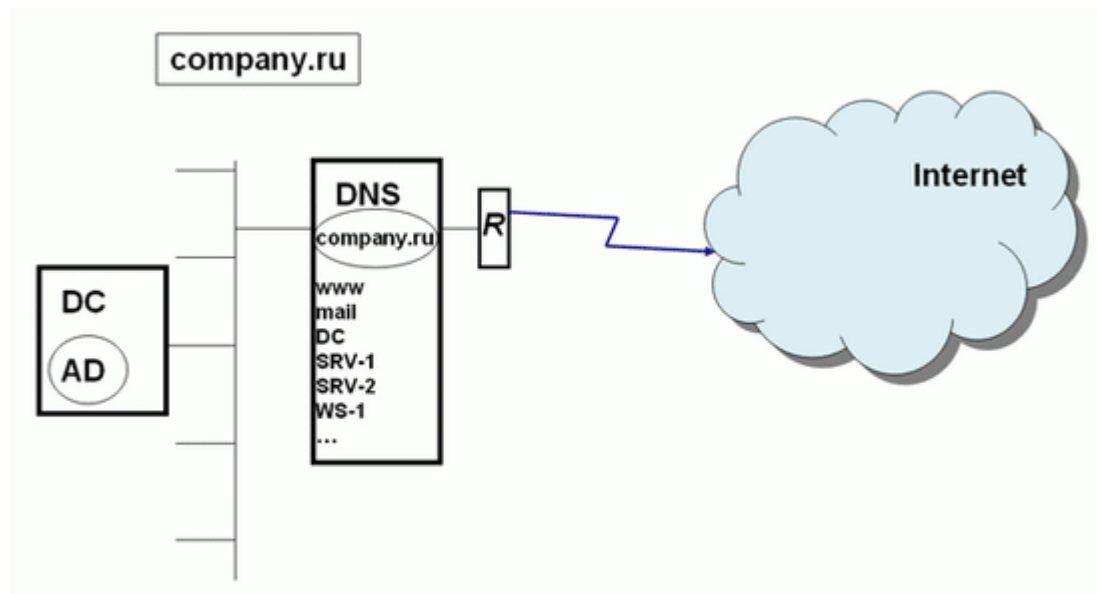 company.ru
DNS
company.ru
www
mail
DC
SRV-1
SRV-2
WS-1
...
R
Internet
DC
AD